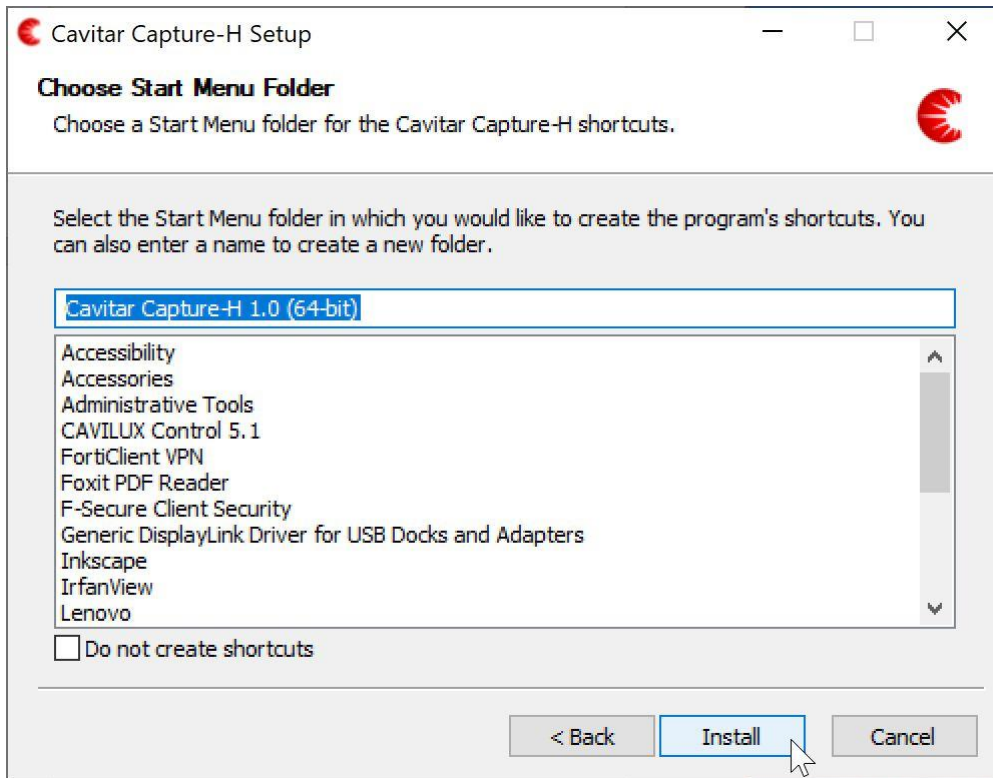 Cavitar Capture-H Setup
Choose Start Menu Folder
Choose a Start Menu folder for the Cavitar Capture-H shortcuts.
Select the Start Menu folder in which you would like to create the program's shortcuts. You
can also enter a name to create a new folder.
Cavitar Capture-H 1.0 (64-bit)
Accessibility
Accessories
Administrative Tools
CAVILUX Control 5.1
FortiClient VPN
Foxit PDF Reader
F-Secure Client Security
Generic DisplayLink Driver for USB Docks and Adapters
Inkscape
IrfanView
Lenovo
Do not create shortcuts
< Back Install Cancel